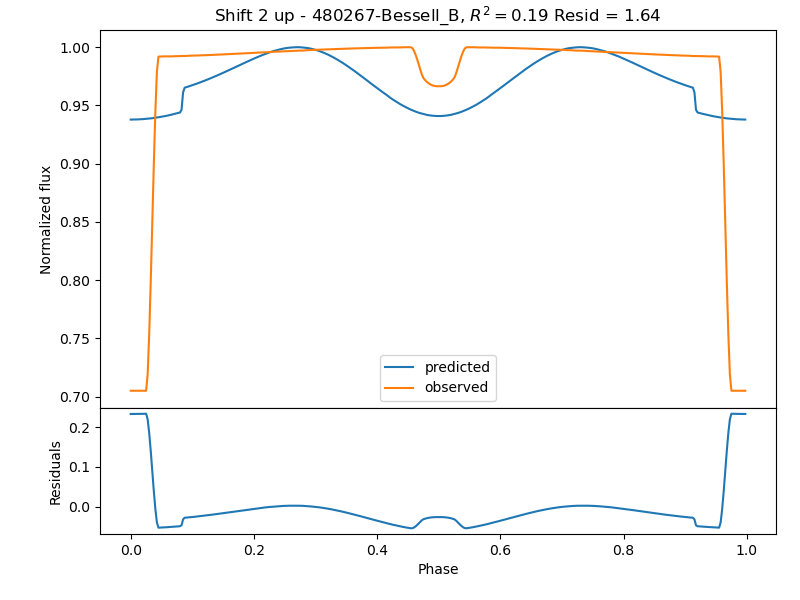 Shift 2 up - 480267-Bessell_B, R² = 0.19 Resid = 1.64
Normalized flux
1.00
0.95
0.90
0.85
0.80
0.75
0.70
predicted
observed
Residuals
0.2
0.1
0.0
0.0
0.2
0.4
0.6
0.8
1.0
Phase